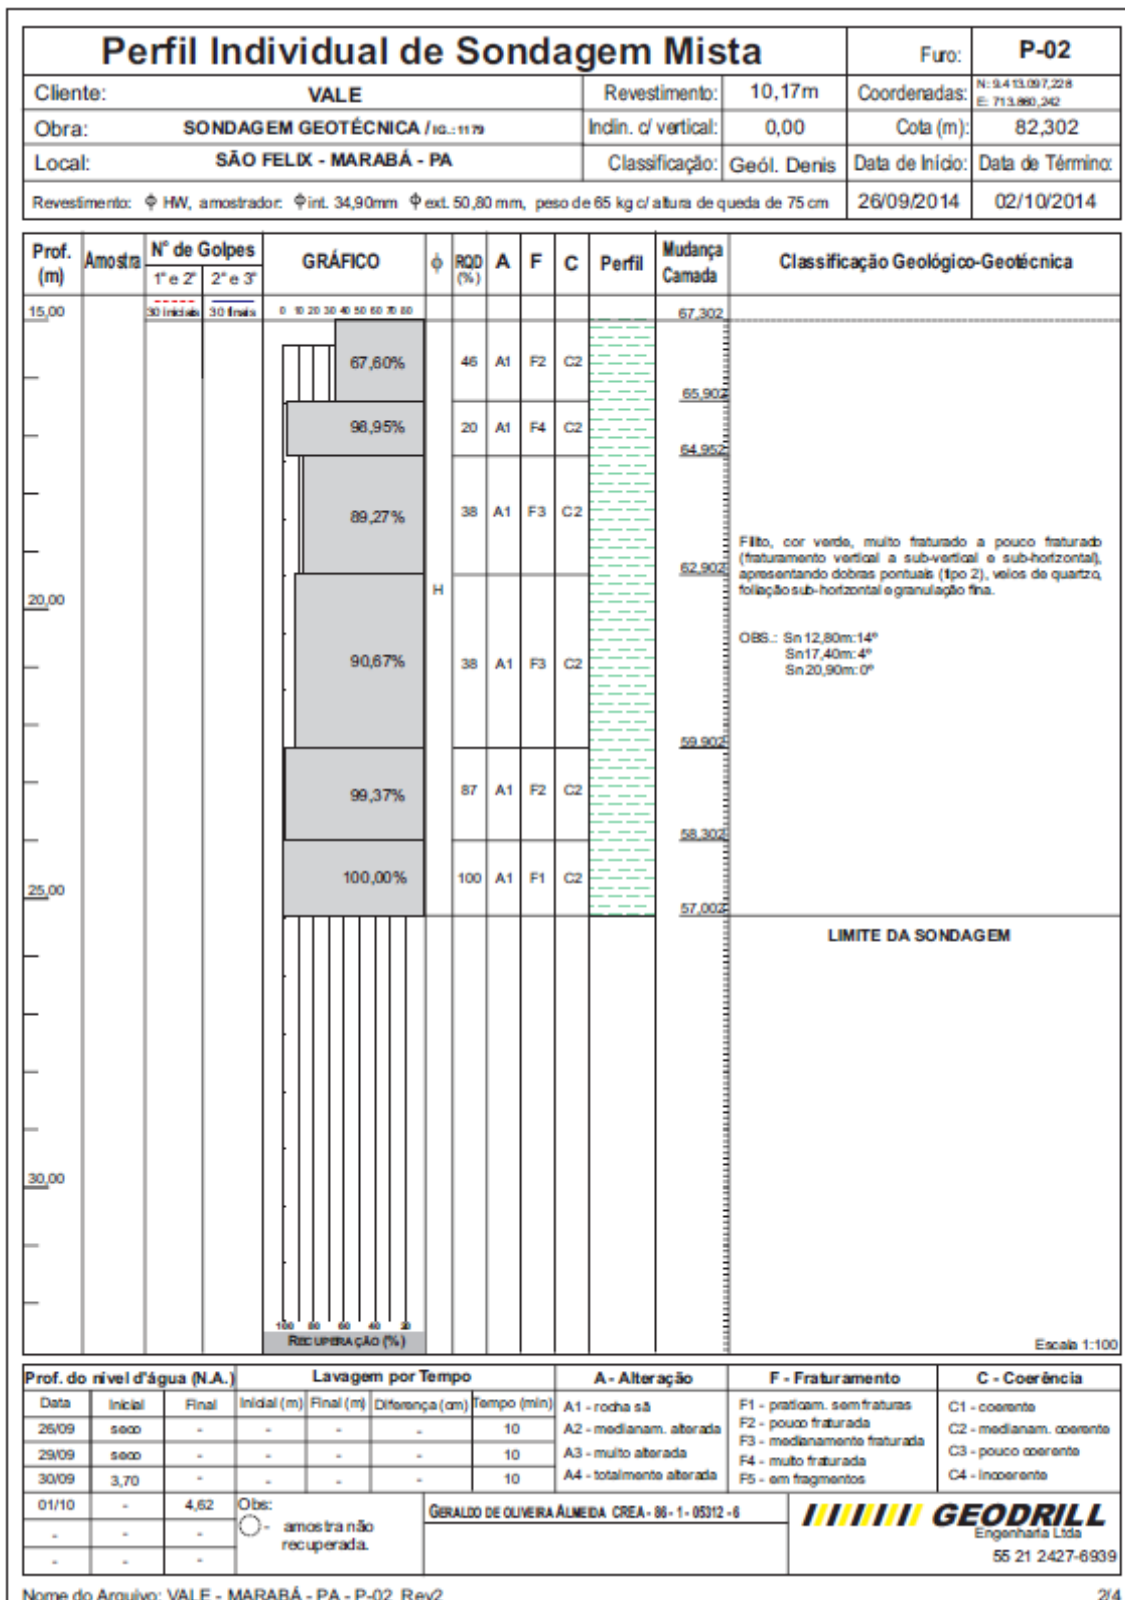 Perfil Individual de Sondagem Mista
Furo: P-02
Cliente: VALE
Revestimento: 10,17m
Coordenadas: N: 9.413.097,228
E: 713.860,242
Obra: SONDAGEM GEOTÉCNICA / IG.: 1179
Inclin. c/ vertical: 0,00
Cota (m): 82,302
Local: SÃO FELIX - MARABÁ - PA
Classificação: Geól. Denis
Data de Início: Data de Término:
Revestimento: ϕ HW, amostrador: ϕ int. 34,90mm ϕ ext. 50,80 mm, peso de 65 kg c/ altura de queda de 75 cm
26/09/2014 02/10/2014
Prof. (m) Amostra N° de Golpes GRÁFICO ϕ RQD (%) A F C Perfil Mudança Camada Classificação Geológico-Geotécnica
1° e 2° 2° e 3°
30 iniciais 30 finais 0 10 20 30 40 50 60 70 80
15,00 67,302
67,60% 46 A1 F2 C2
65,902
98,95% 20 A1 F4 C2
64,952
89,27% 38 A1 F3 C2
Filito, cor verde, muito fraturado a pouco fraturado
(fraturamento vertical a sub-vertical e sub-horizontal),
62,902
apresentando dobras pontuais (tipo 2), veios de quartzo,
foliação sub-horizontal e granulação fina.
H
20,00
OBS.: Sn 12,80m: 14°
Sn 17,40m: 4°
Sn 20,90m: 0°
90,67% 38 A1 F3 C2
59,902
99,37% 87 A1 F2 C2
58,302
100,00% 100 A1 F1 C2
25,00
57,002
LIMITE DA SONDAGEM
30,00
100 80 60 40 20
RECUPERAÇÃO (%)
Escala 1:100
Prof. do nível d'água (N.A.) Lavagem por Tempo A - Alteração F - Fraturamento C - Coerência
Data Inicial Final Inicial (m) Final (m) Diferença (cm) Tempo (min)
26/09 seco - - - - 10
29/09 seco - - - - 10
30/09 3,70 - - - - 10
01/10 - 4,62
- - -
- - -
A1 - rocha sã
A2 - medianam. alterada
A3 - muito alterada
A4 - totalmente alterada
F1 - praticam. sem fraturas
F2 - pouco fraturada
F3 - medianamente fraturada
F4 - muito fraturada
F5 - em fragmentos
C1 - coerente
C2 - medianam. coerente
C3 - pouco coerente
C4 - incoerente
Obs:
- amostra não
recuperada.
GERALDO DE OLIVEIRA ALMEIDA CREA - 86 - 1 - 05312 - 6
GEODRILL
Engenharia Ltda
55 21 2427-6939
Nome do Arquivo: VALE - MARABÁ - PA - P-02_Rev2
2/4